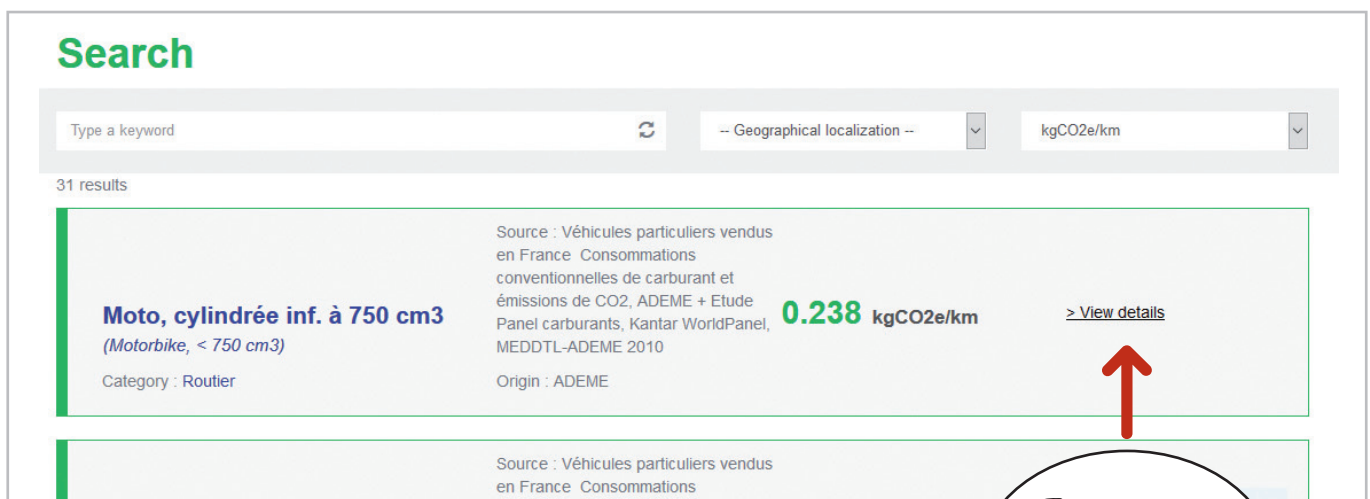 Search
Type a keyword
-- Geographical localization --
kgCO2e/km
31 results
Source : Véhicules particuliers vendus
en France  Consommations
conventionnelles de carburant et
émissions de CO2, ADEME + Etude
Panel carburants, Kantar WorldPanel,
MEDDTL-ADEME 2010
Moto, cylindrée inf. à 750 cm3
(Motorbike, < 750 cm3)
0.238 kgCO2e/km
> View details
Category : Routier
Origin : ADEME
Source : Véhicules particuliers vendus
en France  Consommations